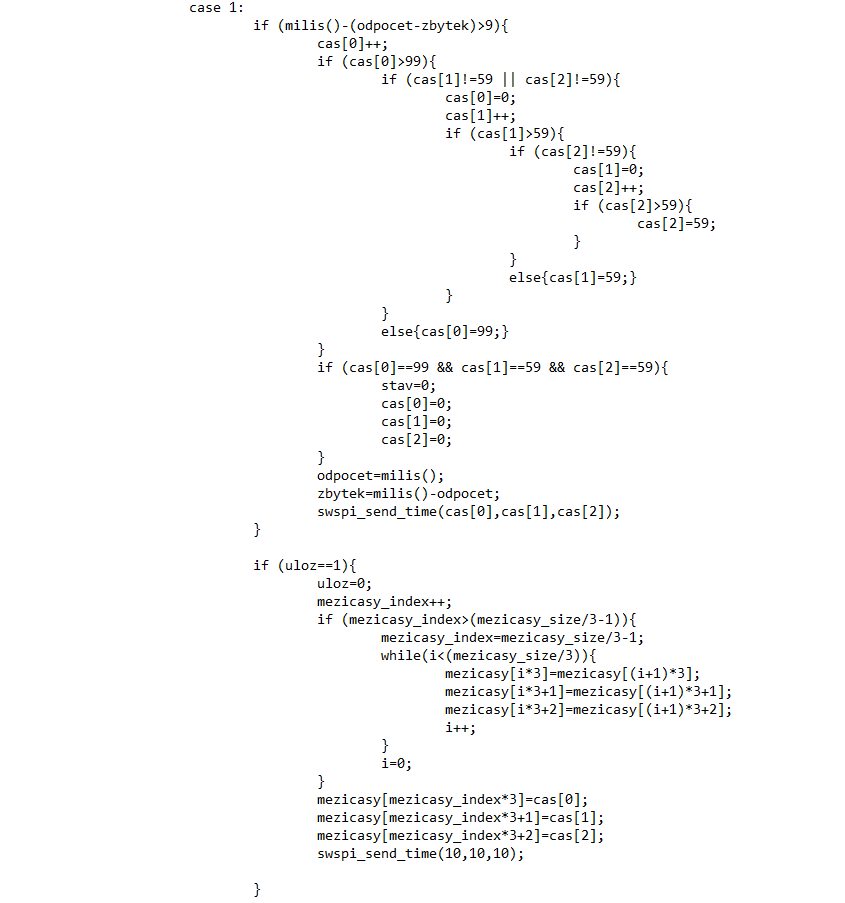 case 1:
if (milis()-(odpocet-zbytek)>9){
cas[0]++;
if (cas[0]>99){
if (cas[1]!=59 || cas[2]!=59){
cas[0]=0;
cas[1]++;
if (cas[1]>59){
if (cas[2]!=59){
cas[1]=0;
cas[2]++;
if (cas[2]>59){
cas[2]=59;
}
}
else{cas[1]=59;}
}
}
else{cas[0]=99;}
}
if (cas[0]==99 && cas[1]==59 && cas[2]==59){
stav=0;
cas[0]=0;
cas[1]=0;
cas[2]=0;
}
odpocet=milis();
zbytek=milis()-odpocet;
swspi_send_time(cas[0],cas[1],cas[2]);
}
if (uloz==1){
uloz=0;
mezicasy_index++;
if (mezicasy_index>(mezicasy_size/3-1)){
mezicasy_index=mezicasy_size/3-1;
while(i<(mezicasy_size/3)){
mezicasy[i*3]=mezicasy[(i+1)*3];
mezicasy[i*3+1]=mezicasy[(i+1)*3+1];
mezicasy[i*3+2]=mezicasy[(i+1)*3+2];
i++;
}
i=0;
}
mezicasy[mezicasy_index*3]=cas[0];
mezicasy[mezicasy_index*3+1]=cas[1];
mezicasy[mezicasy_index*3+2]=cas[2];
swspi_send_time(10,10,10);
}